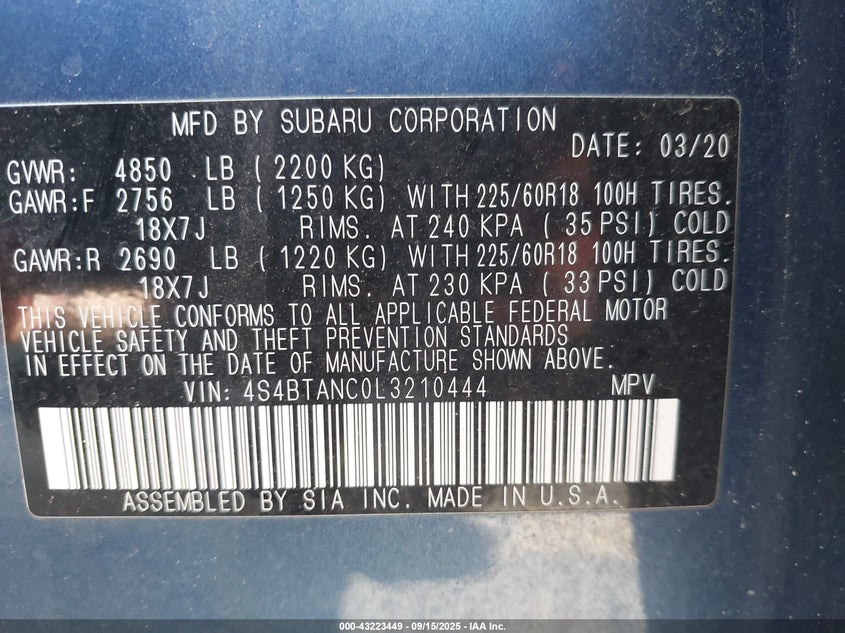 MFD BY SUBARU CORPORATION
DATE: 03/20
GVWR: 4850 LB ( 2200 KG)
GAWR:F 2756 LB ( 1250 KG) WITH 225/60R18 100H TIRES.
18X7J RIMS. AT 240 KPA ( 35 PSI) COLD
GAWR:R 2690 LB ( 1220 KG) WITH 225/60R18 100H TIRES.
18X7J RIMS. AT 230 KPA ( 33 PSI) COLD
THIS VEHICLE CONFORMS TO ALL APPLICABLE FEDERAL MOTOR
VEHICLE SAFETY AND THEFT PREVENTION STANDARDS
IN EFFECT ON THE DATE OF MANUFACTURE SHOWN ABOVE.
VIN: 4S4BTANC0L3210444 MPV
ASSEMBLED BY SIA INC. MADE IN U.S.A.
000-43223449 - 09/15/2025 - IAA Inc.